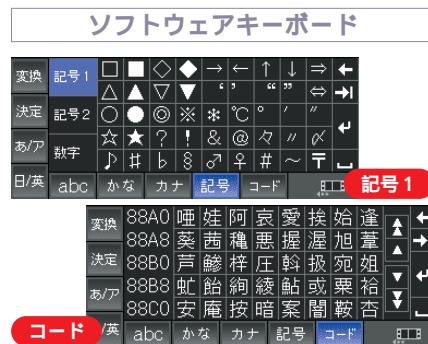 ソフトウェアキーボード
変換 記号1 □ ■ ◇ ◆ → ← ↑ ↓ ⇒
△ ▲ ▽ ▼ ‘ ’ “ ” ⇔
決定 記号2 ○ ● ◎ ※ ＊ ℃ ° ′ ″
あ/ア ☆ ★ ？ ！ ＆ ＠ 々 〃 〆
数字 ♪ ♯ ♭ § ♂ ♀ ＃ ～ 〒
日/英 abc かな カナ 記号 コード
記号1
変換 88A0 唖 娃 阿 哀 愛 挨 姶 逢
88A8 葵 茜 穐 悪 握 渥 旭 葦
決定 88B0 芦 鯵 梓 圧 斡 扱 宛 姐
あ/ア 88B8 虻 飴 絢 綾 鮎 或 粟 袷
88C0 安 庵 按 暗 案 闇 鞍 杏
/英 abc かな カナ 記号 コード
コード